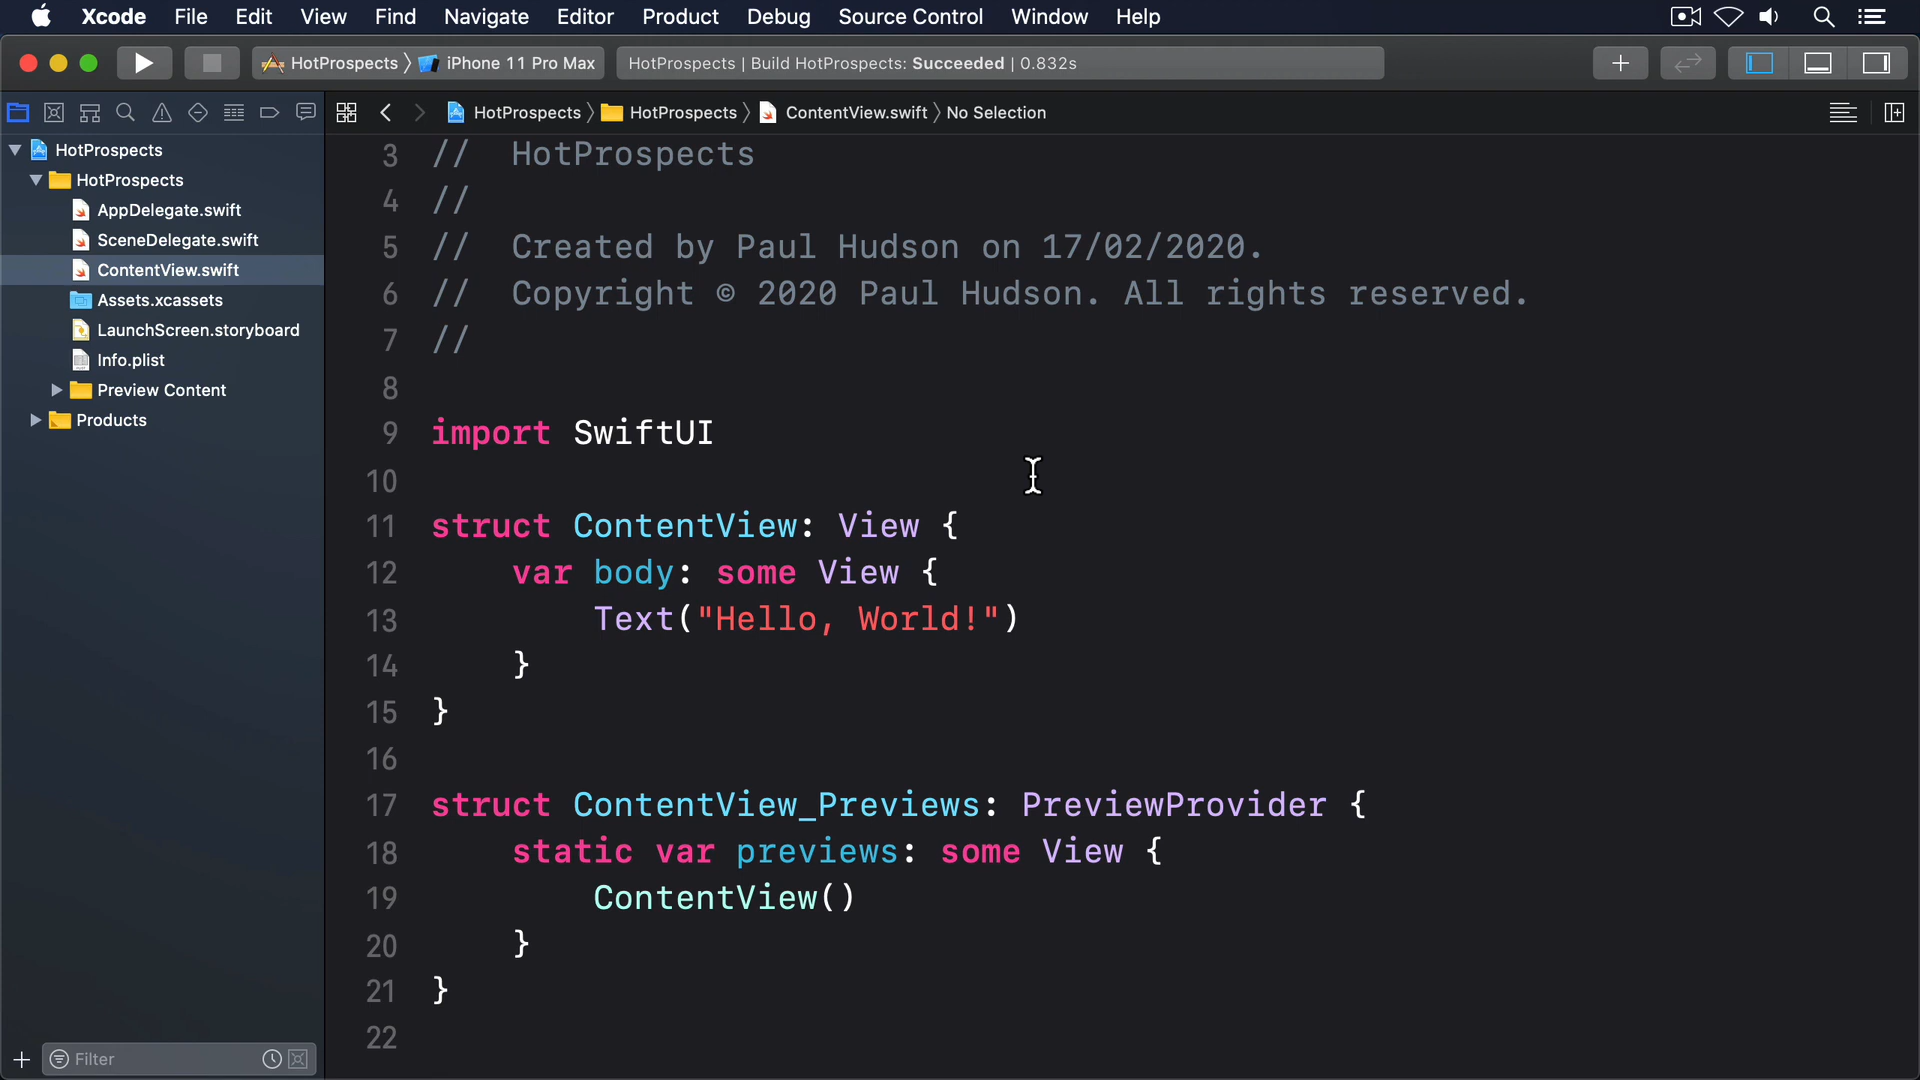 Xcode File Edit View Find Navigate Editor Product Debug Source Control Window Help
HotProspects iPhone 11 Pro Max HotProspects | Build HotProspects: Succeeded | 0.832s
HotProspects HotProspects ContentView.swift No Selection
HotProspects
HotProspects
AppDelegate.swift
SceneDelegate.swift
ContentView.swift
Assets.xcassets
LaunchScreen.storyboard
Info.plist
Preview Content
Products
Filter
3 //  HotProspects
4 //
5 //  Created by Paul Hudson on 17/02/2020.
6 //  Copyright © 2020 Paul Hudson. All rights reserved.
7 //
8
9 import SwiftUI
10
11 struct ContentView: View {
12     var body: some View {
13         Text("Hello, World!")
14     }
15 }
16
17 struct ContentView_Previews: PreviewProvider {
18     static var previews: some View {
19         ContentView()
20     }
21 }
22